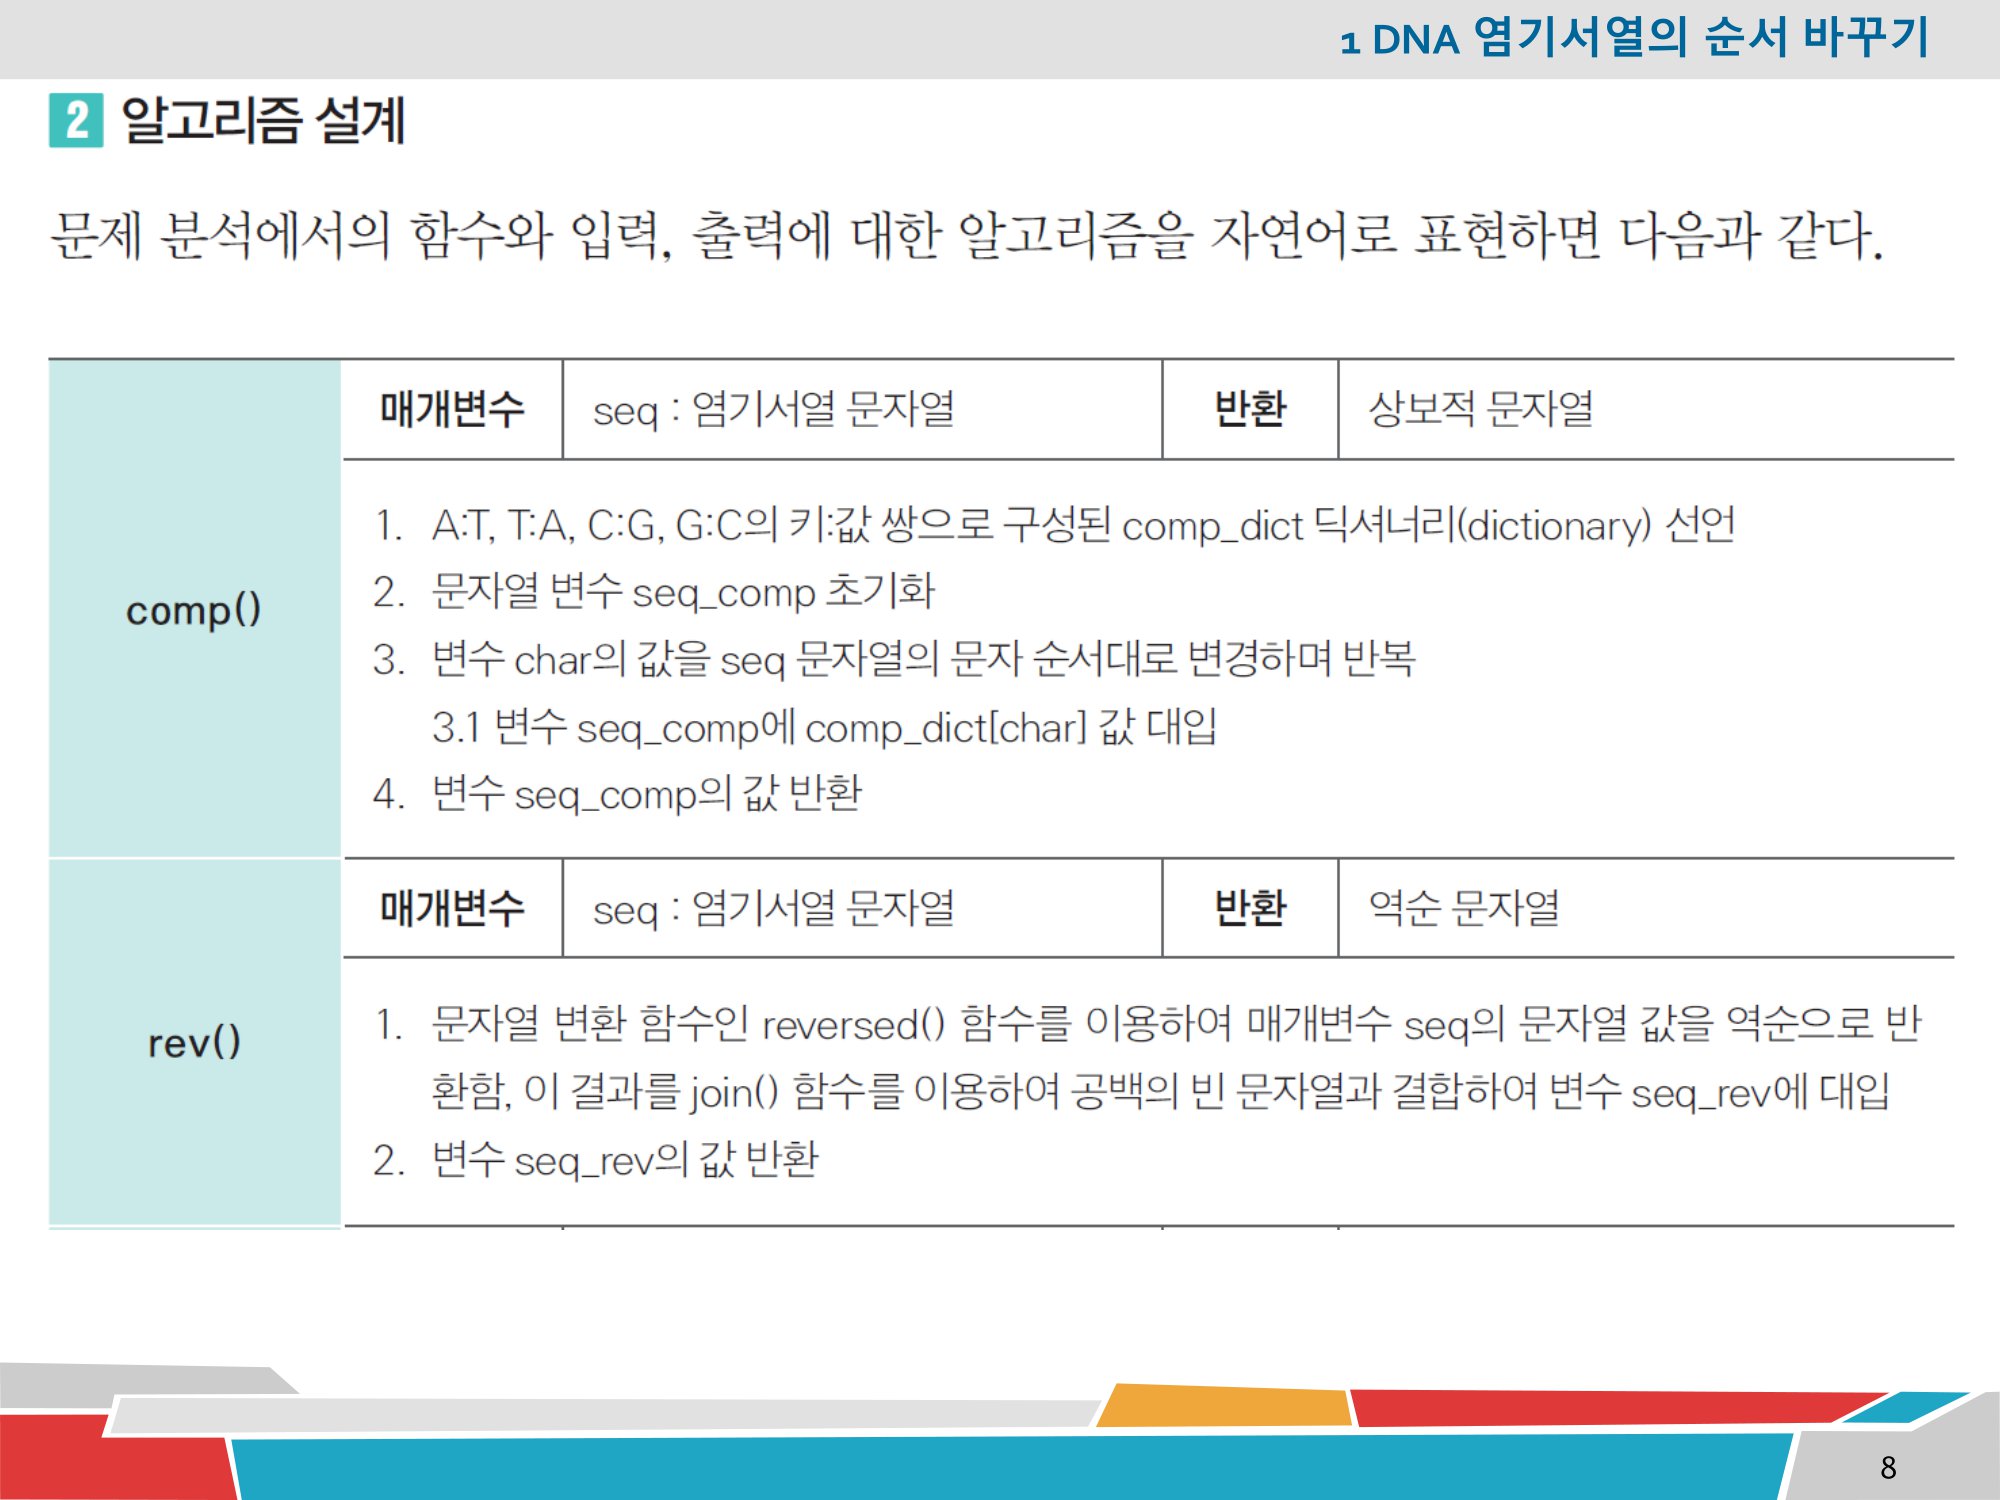 1 DNA 염기서열의 순서 바꾸기
2 알고리즘 설계
문제 분석에서의 함수와 입력, 출력에 대한 알고리즘을 자연어로 표현하면 다음과 같다.
매개변수 seq : 염기서열 문자열 반환 상보적 문자열
comp()
1. A:T, T:A, C:G, G:C의 키:값 쌍으로 구성된 comp_dict 딕셔너리(dictionary) 선언
2. 문자열 변수 seq_comp 초기화
3. 변수 char의 값을 seq 문자열의 문자 순서대로 변경하며 반복
3.1 변수 seq_comp에 comp_dict[char] 값 대입
4. 변수 seq_comp의 값 반환
매개변수 seq : 염기서열 문자열 반환 역순 문자열
rev()
1. 문자열 변환 함수인 reversed() 함수를 이용하여 매개변수 seq의 문자열 값을 역순으로 반
환함, 이 결과를 join() 함수를 이용하여 공백의 빈 문자열과 결합하여 변수 seq_rev에 대입
2. 변수 seq_rev의 값 반환
8